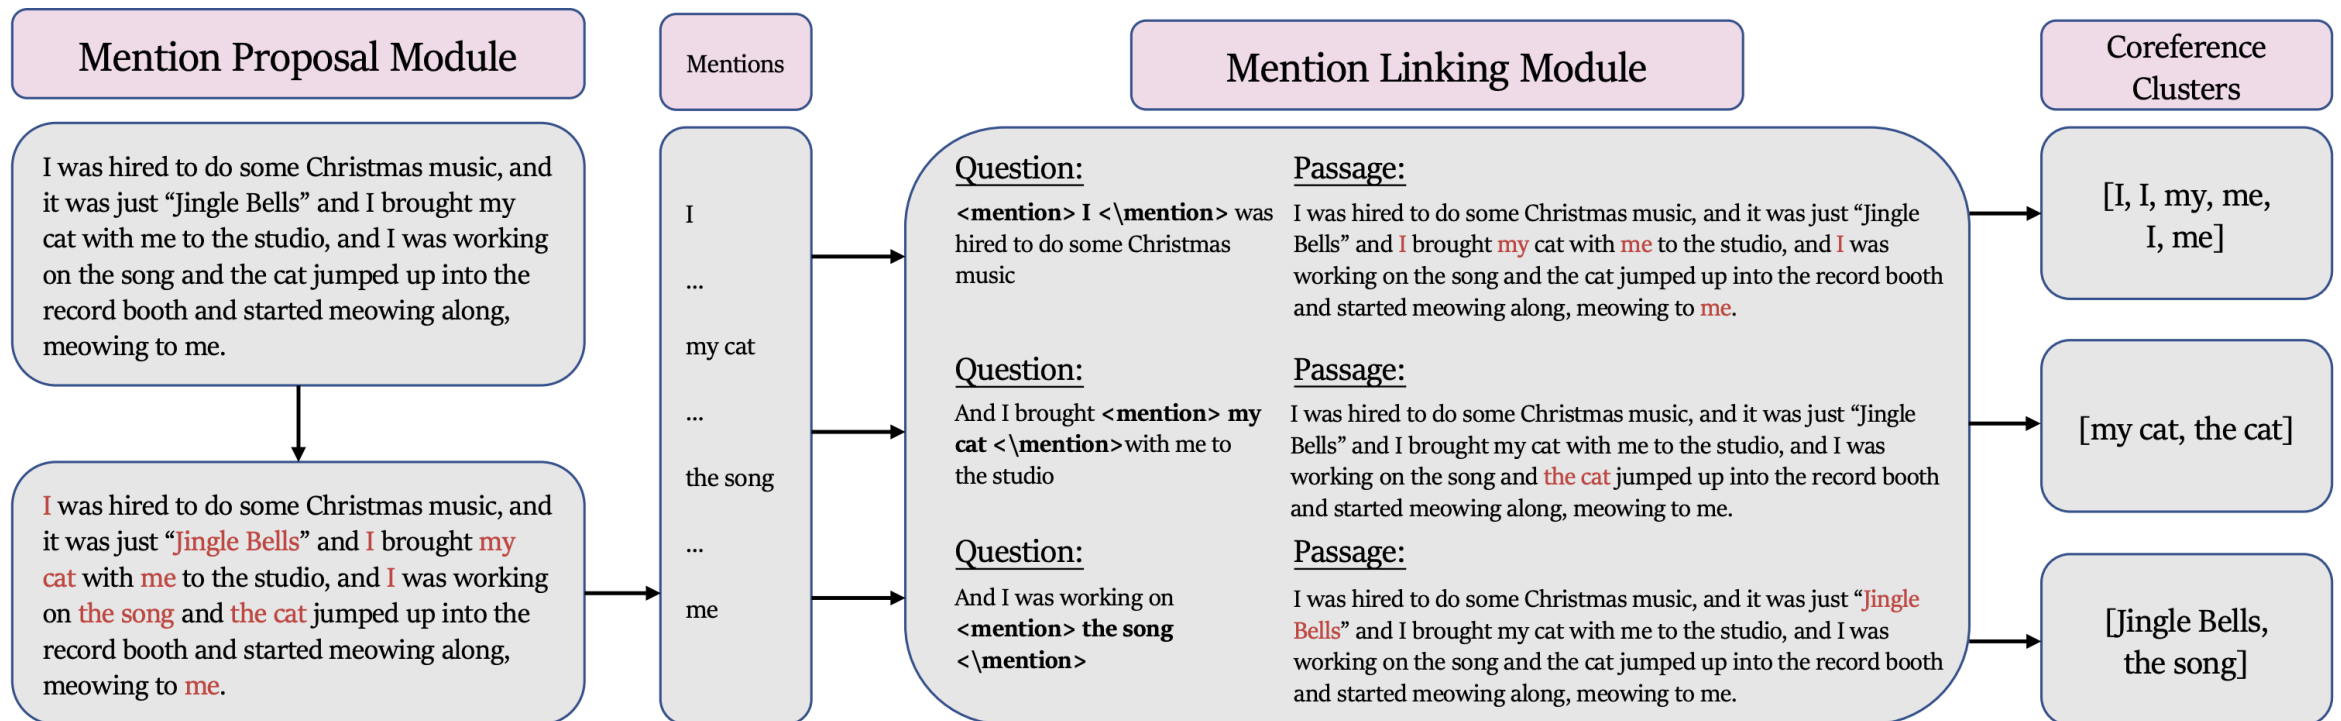 Mention Proposal Module
I was hired to do some Christmas music, and
it was just “Jingle Bells” and I brought my
cat with me to the studio, and I was working
on the song and the cat jumped up into the
record booth and started meowing along,
meowing to me.
I was hired to do some Christmas music, and
it was just “Jingle Bells” and I brought my
cat with me to the studio, and I was working
on the song and the cat jumped up into the
record booth and started meowing along,
meowing to me.
Mentions
I
...
my cat
...
the song
...
me
Mention Linking Module
Question:
<mention> I <\mention> was
hired to do some Christmas
music
Passage:
I was hired to do some Christmas music, and it was just “Jingle
Bells” and I brought my cat with me to the studio, and I was
working on the song and the cat jumped up into the record booth
and started meowing along, meowing to me.
Question:
And I brought <mention> my
cat <\mention>with me to
the studio
Passage:
I was hired to do some Christmas music, and it was just “Jingle
Bells” and I brought my cat with me to the studio, and I was
working on the song and the cat jumped up into the record booth
and started meowing along, meowing to me.
Question:
And I was working on
<mention> the song
<\mention>
Passage:
I was hired to do some Christmas music, and it was just “Jingle
Bells” and I brought my cat with me to the studio, and I was
working on the song and the cat jumped up into the record booth
and started meowing along, meowing to me.
Coreference
Clusters
[I, I, my, me,
I, me]
[my cat, the cat]
[Jingle Bells,
the song]